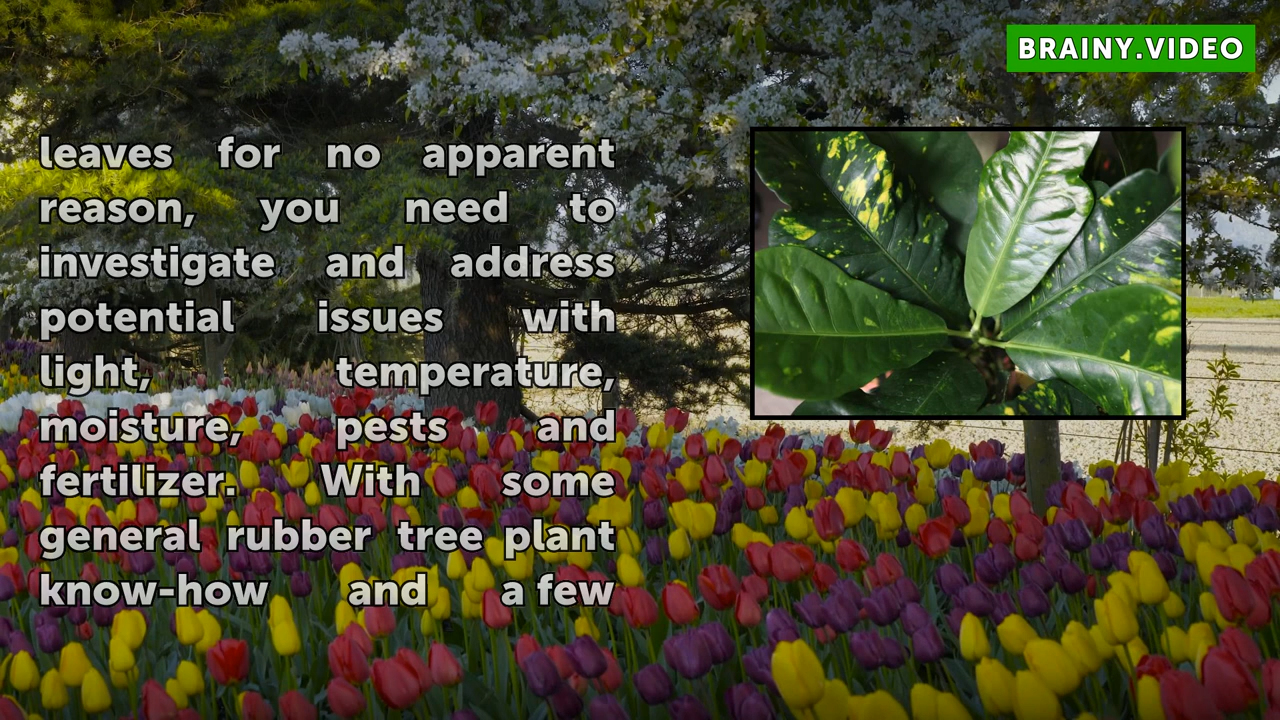 BRAINY.VIDEO
leaves for no apparent
reason, you need to
investigate and address
potential issues with
light, temperature,
moisture, pests and
fertilizer. With some
general rubber tree plant
know-how and a few